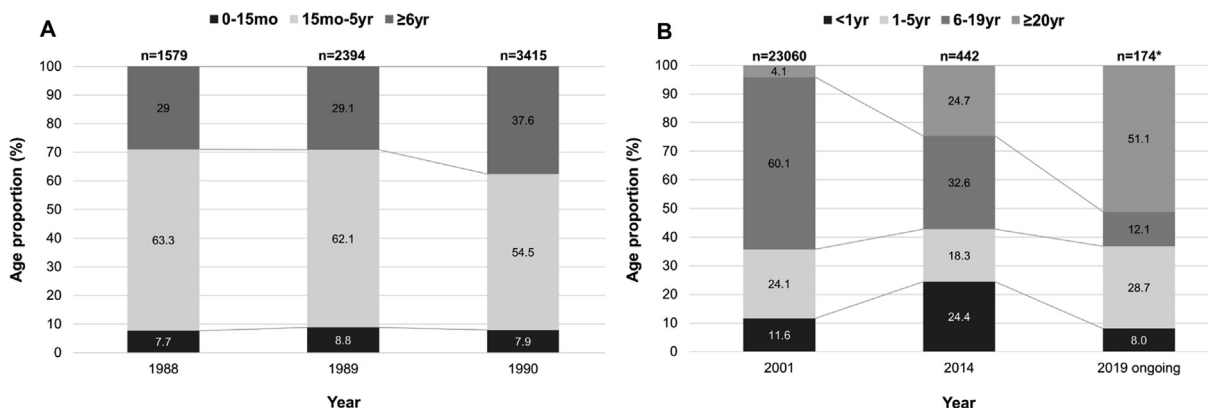 A
0-15mo 15mo-5yr ≥6yr
n=1579 n=2394 n=3415
Age proportion (%)
100
90
80
70
60
50
40
30
20
10
0
29 29.1 37.6
63.3 62.1 54.5
7.7 8.8 7.9
1988 1989 1990
Year
B
<1yr 1-5yr 6-19yr ≥20yr
n=23060 n=442 n=174*
Age proportion (%)
100
90
80
70
60
50
40
30
20
10
0
4.1 24.7 51.1
60.1 32.6 12.1
24.1 18.3 28.7
11.6 24.4 8.0
2001 2014 2019 ongoing
Year